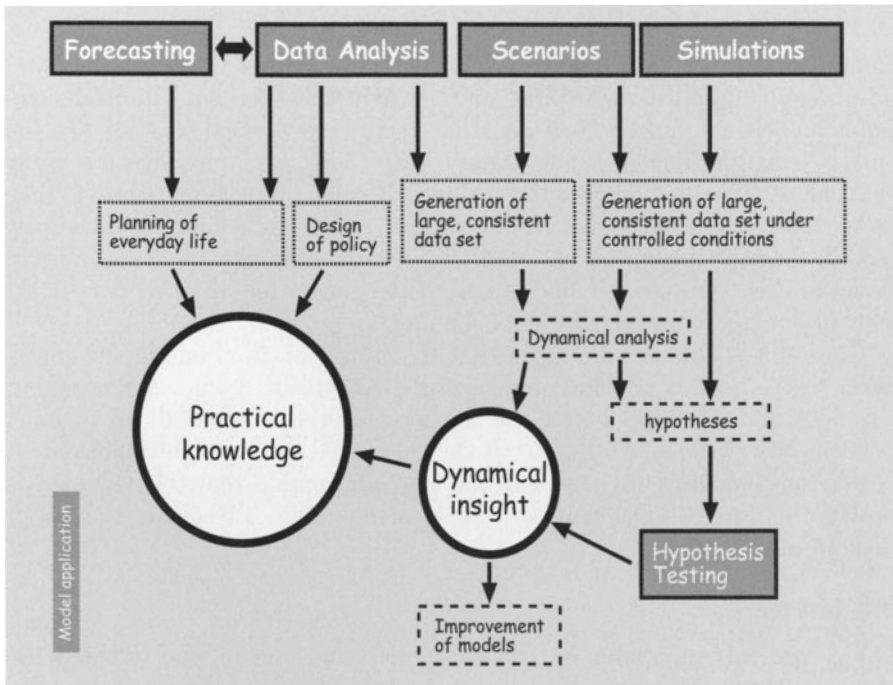 Forecasting
Data Analysis
Scenarios
Simulations
Planning of
everyday life
Design
of policy
Generation of
large, consistent
data set
Generation of large,
consistent data set under
controlled conditions
Dynamical analysis
hypotheses
Practical
knowledge
Dynamical
insight
Hypothesis
Testing
Improvement
of models
Model application